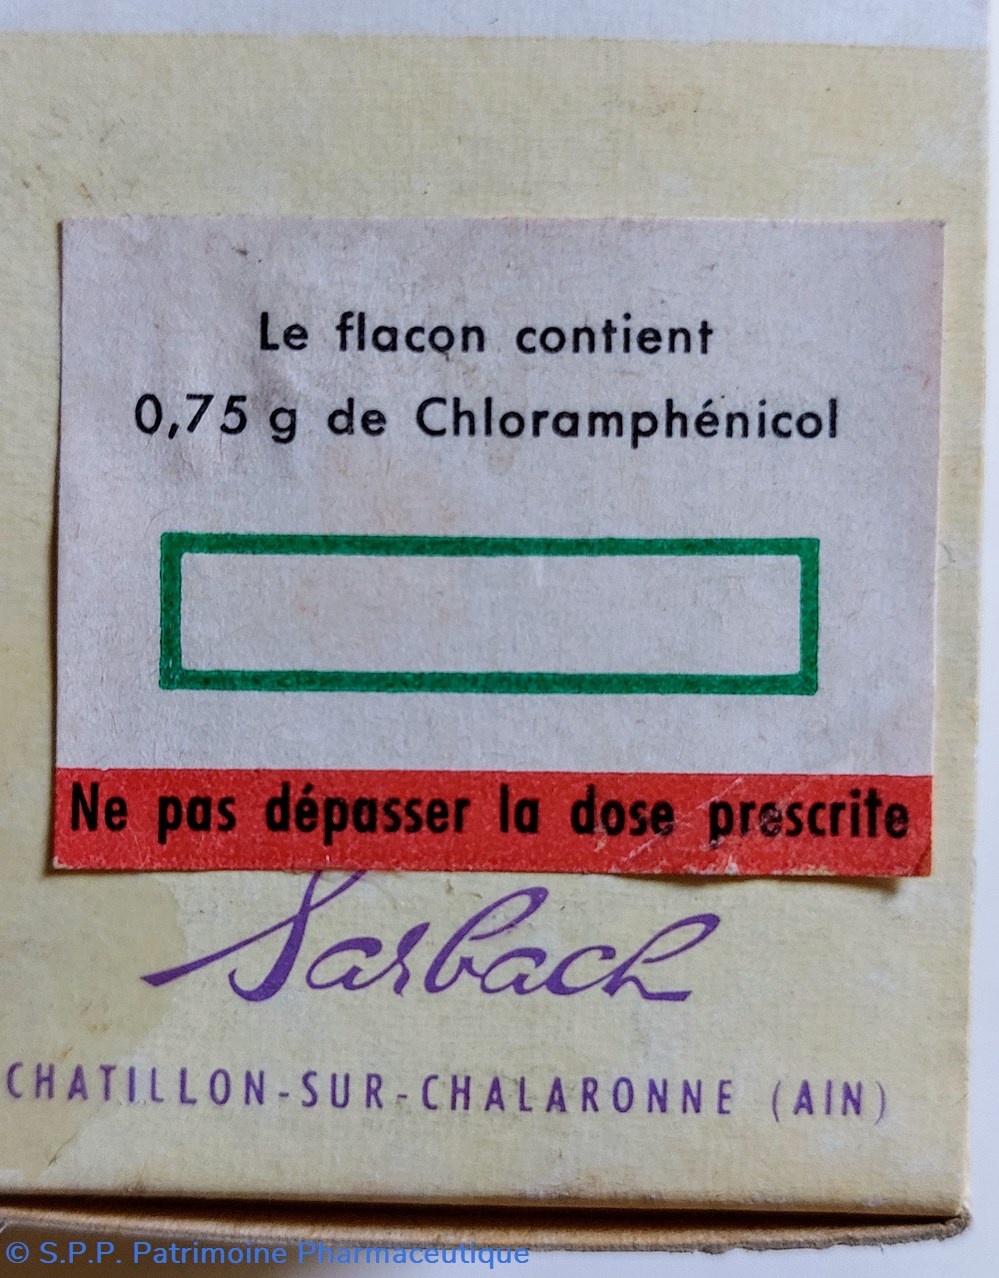 Le flacon contient
0,75 g de Chloramphénicol
Ne pas dépasser la dose prescrite
Sarbach
CHATILLON-SUR-CHALARONNE (AIN)
© S.P.P. Patrimoine Pharmaceutique